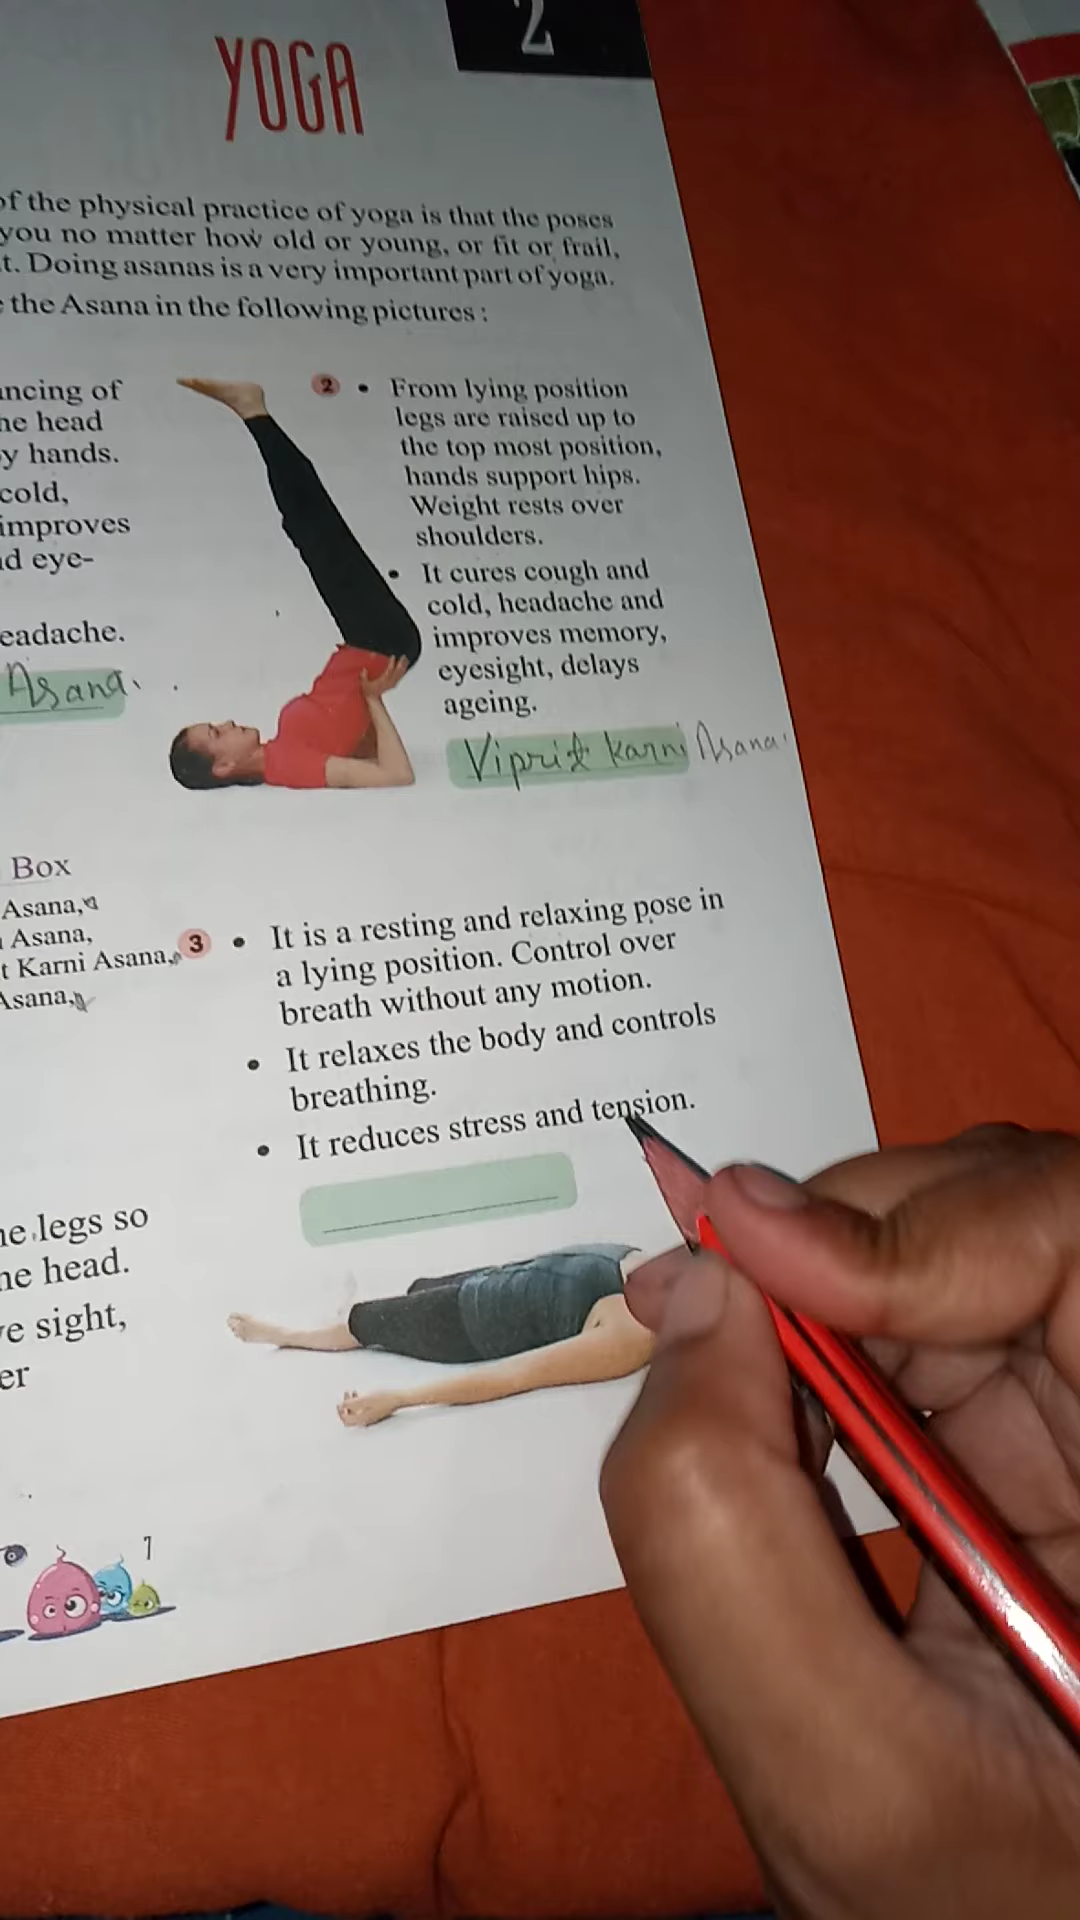 2
YOGA
of the physical practice of yoga is that the poses
you no matter how old or young, or fit or frail,
t. Doing asanas is a very important part of yoga.
the Asana in the following pictures :
ncing of
he head
y hands.
cold,
improves
d eye-
eadache.
Asana.
2 • From lying position
legs are raised up to
the top most position,
hands support hips.
Weight rests over
shoulders.
• It cures cough and
cold, headache and
improves memory,
eyesight, delays
ageing.
Viprit Karni Asana.
Box
Asana,
Asana,
t Karni Asana,
Asana,
3 • It is a resting and relaxing pose in
a lying position. Control over
breath without any motion.
• It relaxes the body and controls
breathing.
• It reduces stress and tension.
he legs so
he head.
e sight,
er
7